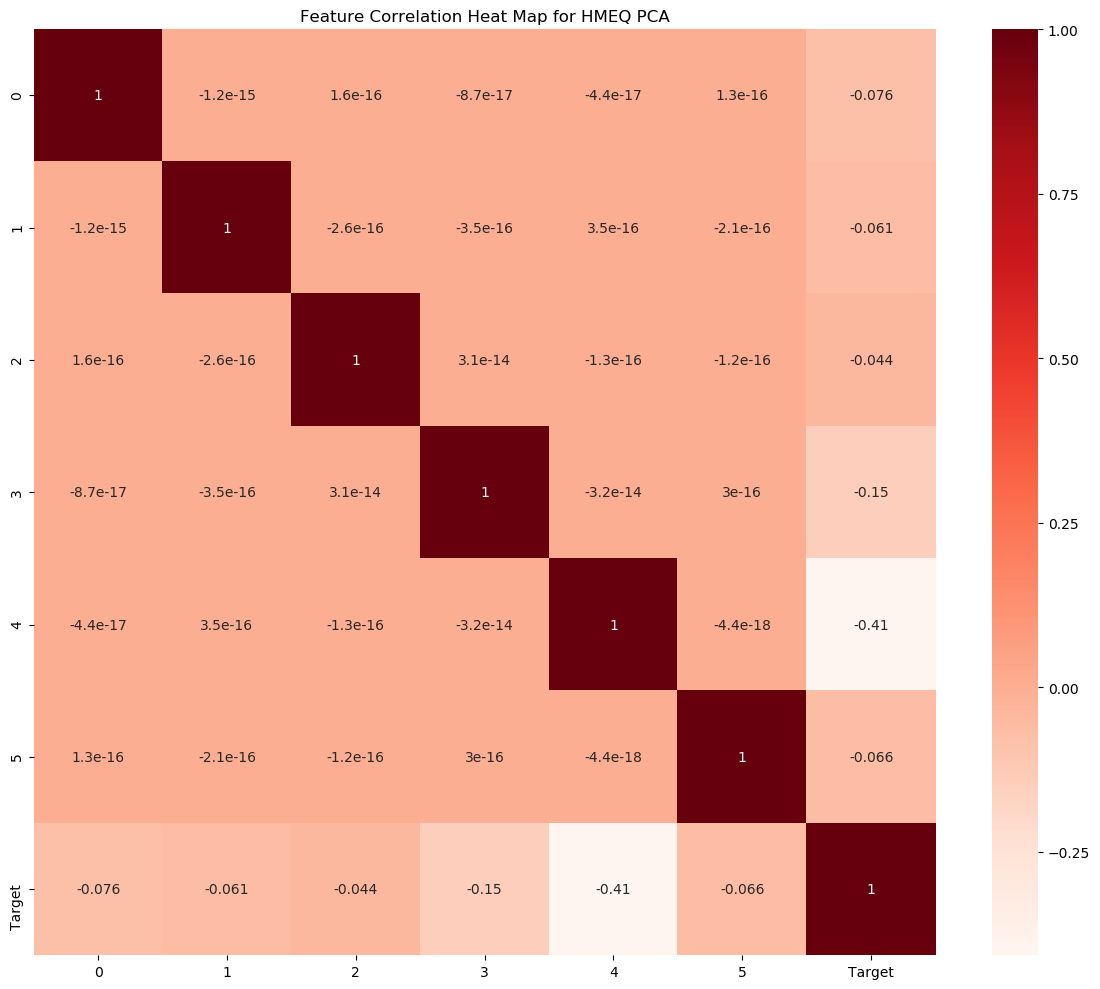 Feature Correlation Heat Map for HMEQ PCA
0 1 -1.2e-15 1.6e-16 -8.7e-17 -4.4e-17 1.3e-16 -0.076
1 -1.2e-15 1 -2.6e-16 -3.5e-16 3.5e-16 -2.1e-16 -0.061
2 1.6e-16 -2.6e-16 1 3.1e-14 -1.3e-16 -1.2e-16 -0.044
3 -8.7e-17 -3.5e-16 3.1e-14 1 -3.2e-14 3e-16 -0.15
4 -4.4e-17 3.5e-16 -1.3e-16 -3.2e-14 1 -4.4e-18 -0.41
5 1.3e-16 -2.1e-16 -1.2e-16 3e-16 -4.4e-18 1 -0.066
Target -0.076 -0.061 -0.044 -0.15 -0.41 -0.066 1
0 1 2 3 4 5 Target
1.00
0.75
0.50
0.25
0.00
−0.25